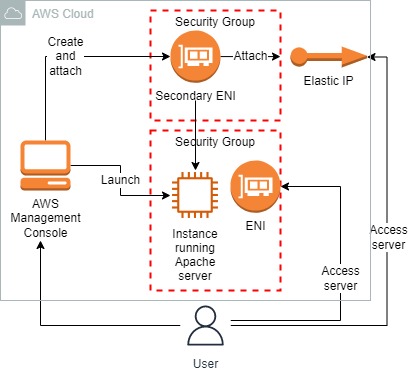 AWS Cloud
Security Group
Create
and
attach
Attach
Elastic IP
Secondary ENI
Security Group
Launch
AWS
Management
Console
Instance
running
Apache
server
ENI
Access
server
Access
server
User